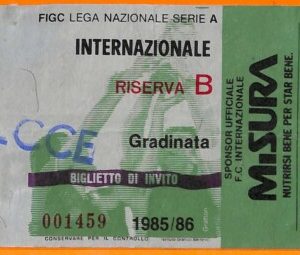 FIGC LEGA NAZIONALE SERIE A
INTERNAZIONALE
RISERVA B
Gradinata
BIGLIETTO DI INVITO
001459 1985/86
CONSERVARE PER IL CONTROLLO
CCE
SPONSOR UFFICIALE
F.C. INTERNAZIONALE
MISURA
NUTRIRSI BENE PER STAR BENE.